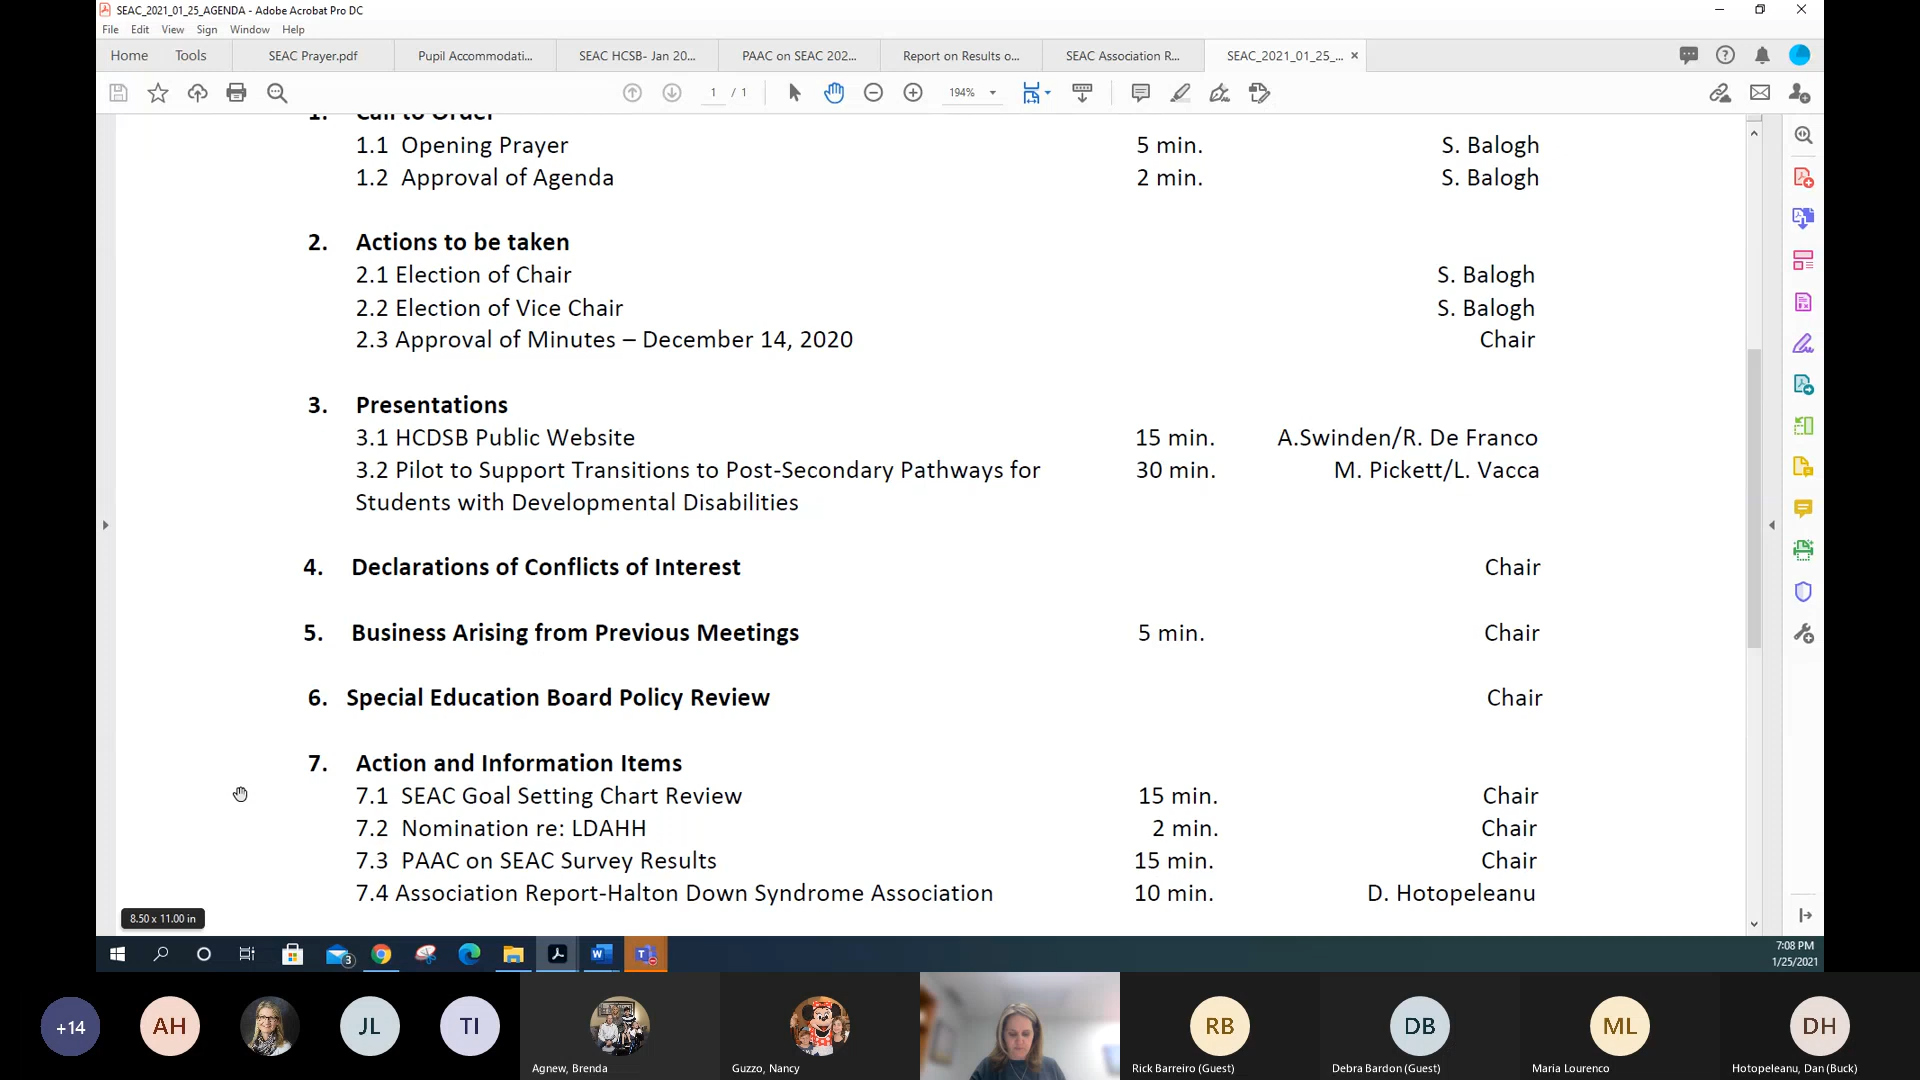 SEAC_2021_01_25_AGENDA - Adobe Acrobat Pro DC
File Edit View Window Sign Help
Home Tools SEAC Prayer.pdf Pupil Accommodati... SEAC HCSB- Jan 20... PAAC on SEAC 202... Report on Results o... SEAC Association R... SEAC_2021_01_25_...
1 / 1 194%
1. Call to Order
1.1 Opening Prayer 5 min. S. Balogh
1.2 Approval of Agenda 2 min. S. Balogh
2. Actions to be taken
2.1 Election of Chair S. Balogh
2.2 Election of Vice Chair S. Balogh
2.3 Approval of Minutes – December 14, 2020 Chair
3. Presentations
3.1 HCDSB Public Website 15 min. A.Swinden/R. De Franco
3.2 Pilot to Support Transitions to Post-Secondary Pathways for 30 min. M. Pickett/L. Vacca
Students with Developmental Disabilities
4. Declarations of Conflicts of Interest Chair
5. Business Arising from Previous Meetings 5 min. Chair
6. Special Education Board Policy Review Chair
7. Action and Information Items
7.1 SEAC Goal Setting Chart Review 15 min. Chair
7.2 Nomination re: LDAHH 2 min. Chair
7.3 PAAC on SEAC Survey Results 15 min. Chair
7.4 Association Report-Halton Down Syndrome Association 10 min. D. Hotopeleanu
8.50 x 11.00 in
3
7:08 PM
1/25/2021
+14 AH JL TI RB DB ML DH
Agnew, Brenda Guzzo, Nancy Rick Barreiro (Guest) Debra Bardon (Guest) Maria Lourenco Hotopeleanu, Dan (Buck)